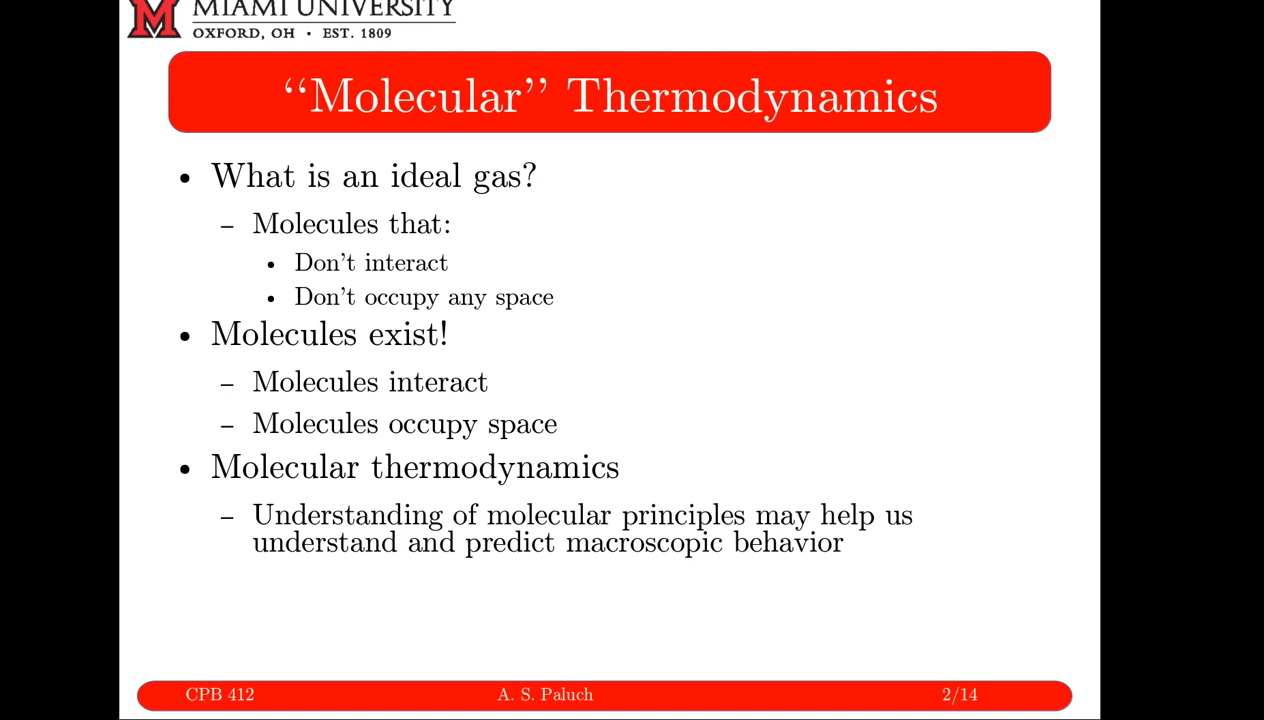 MIAMI UNIVERSITY
OXFORD, OH • EST. 1809
‘‘Molecular’’ Thermodynamics
• What is an ideal gas?
– Molecules that:
• Don’t interact
• Don’t occupy any space
• Molecules exist!
– Molecules interact
– Molecules occupy space
• Molecular thermodynamics
– Understanding of molecular principles may help us
understand and predict macroscopic behavior
CPB 412 A. S. Paluch 2/14